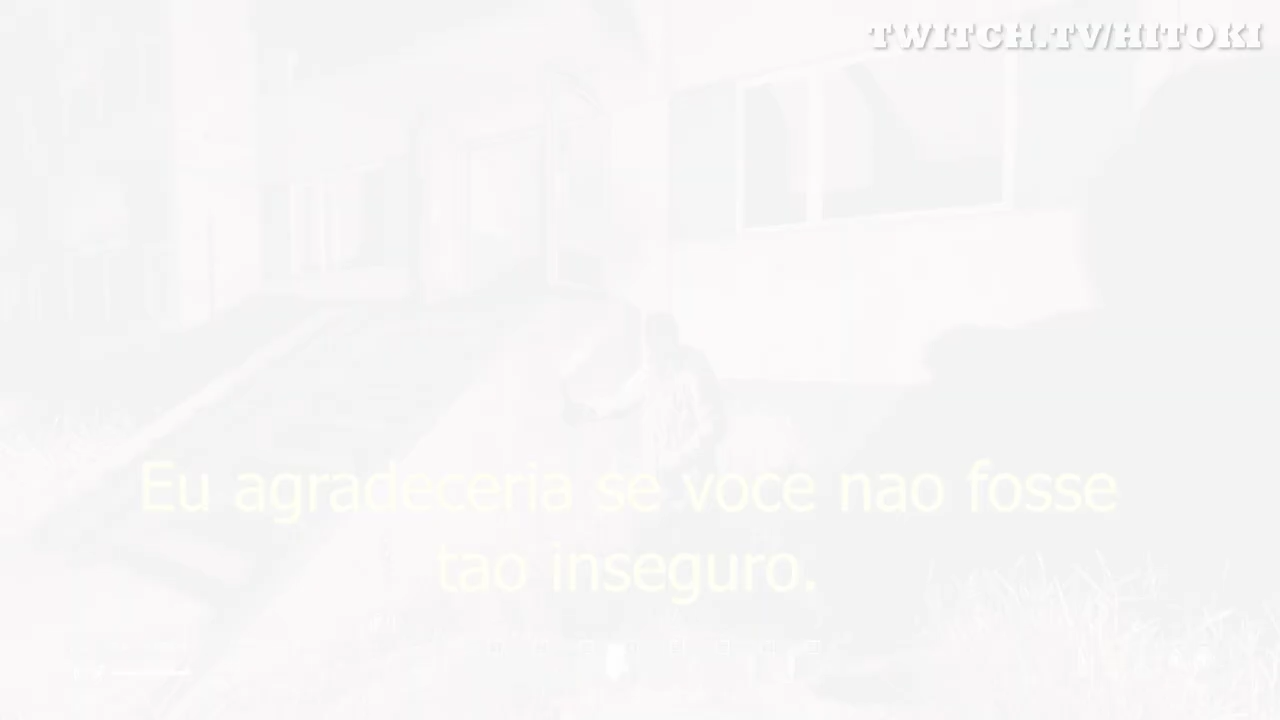 TWITCH.TV/HITOKI
Eu agradeceria se voce nao fosse
tao inseguro.